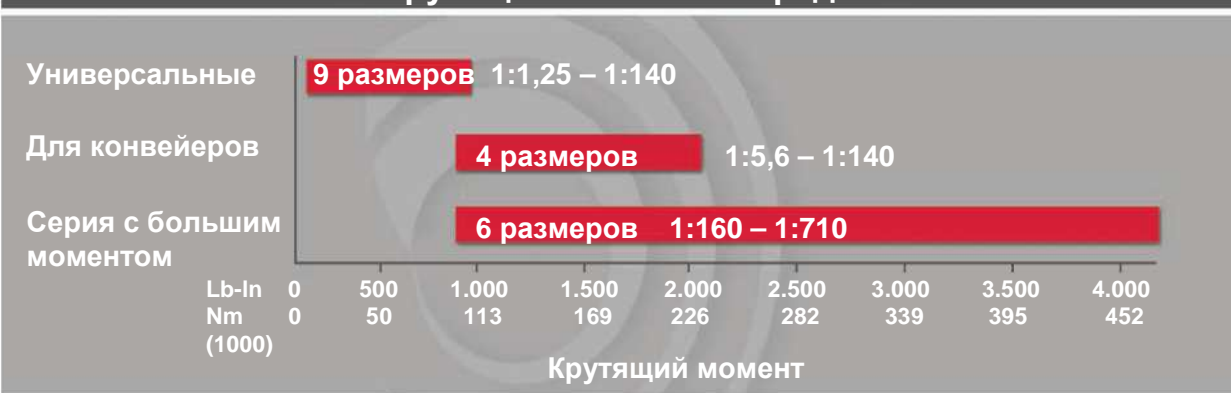 Универсальные 9 размеров 1:1,25 – 1:140
Для конвейеров 4 размеров 1:5,6 – 1:140
Серия с большим
моментом
6 размеров 1:160 – 1:710
Lb-In 0 500 1.000 1.500 2.000 2.500 3.000 3.500 4.000
Nm 0 50 113 169 226 282 339 395 452
(1000)
Крутящий момент